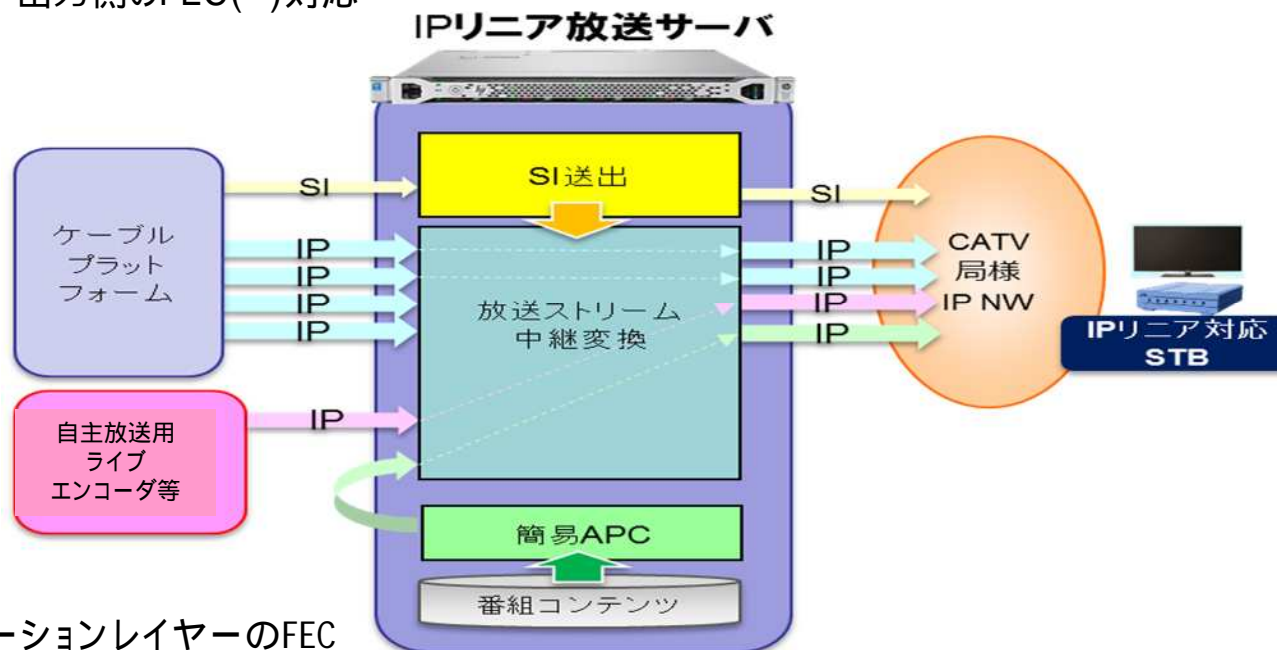 IPリニア放送サーバ
SI送出
SI
SI
ケーブル
プラット
フォーム
IP
IP
IP
IP
放送ストリーム
中継変換
IP
IP
IP
IP
CATV
局様
IP NW
IPリニア対応
STB
自主放送用
ライブ
エンコーダ等
IP
簡易APC
番組コンテンツ
ーションレイヤーのFEC